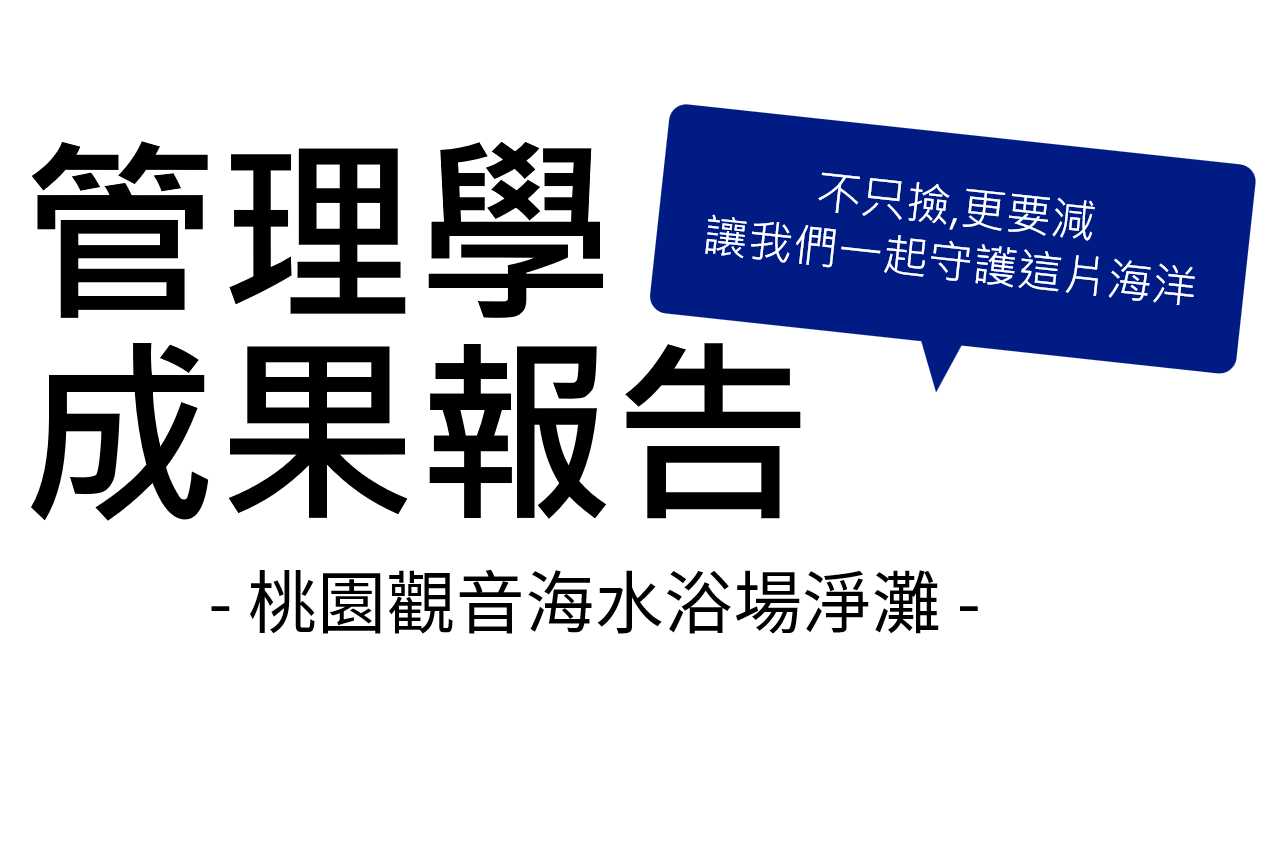 管理學
不只撿,更要減
讓我們一起守護這片海洋
成果報告
- 桃園觀音海水浴場淨灘 -